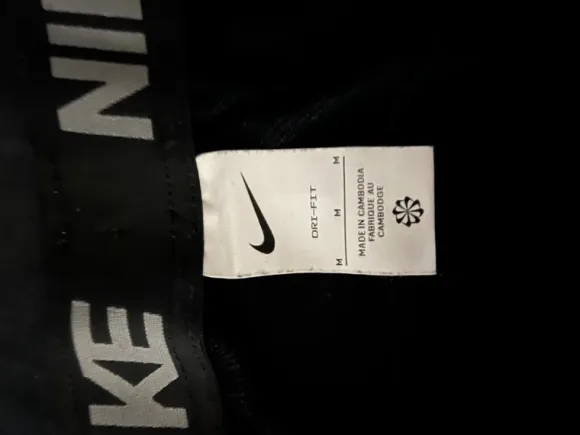 KE NI
DRI-FIT
M M M
MADE IN CAMBODIA
FABRIQUE AU
CAMBODGE